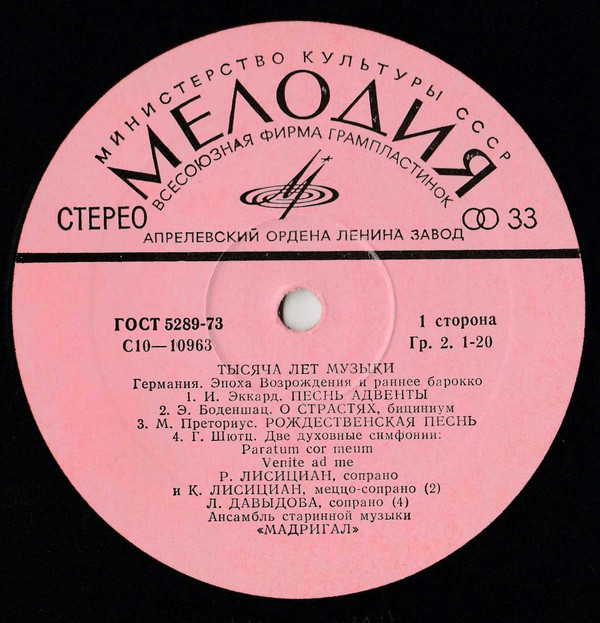 МИНИСТЕРСТВО КУЛЬТУРЫ СССР
МЕЛОДИЯ
ВСЕСОЮЗНАЯ ФИРМА ГРАМПЛАСТИНОК
СТЕРЕО 33
АПРЕЛЕВСКИЙ ОРДЕНА ЛЕНИНА ЗАВОД
ГОСТ 5289-73 1 сторона
С10—10963 Гр. 2. 1-20
ТЫСЯЧА ЛЕТ МУЗЫКИ
Германия. Эпоха Возрождения и раннее барокко
1. И. Эккард. ПЕСНЬ АДВЕНТЫ
2. Э. Боденшац. О СТРАСТЯХ, бициниум
3. М. Преториус. РОЖДЕСТВЕНСКАЯ ПЕСНЬ
4. Г. Шютц. Две духовные симфонии:
Paratum cor meum
Venite ad me
Р. ЛИСИЦИАН, сопрано
и К. ЛИСИЦИАН, меццо-сопрано (2)
Л. ДАВЫДОВА, сопрано (4)
Ансамбль старинной музыки
«МАДРИГАЛ»